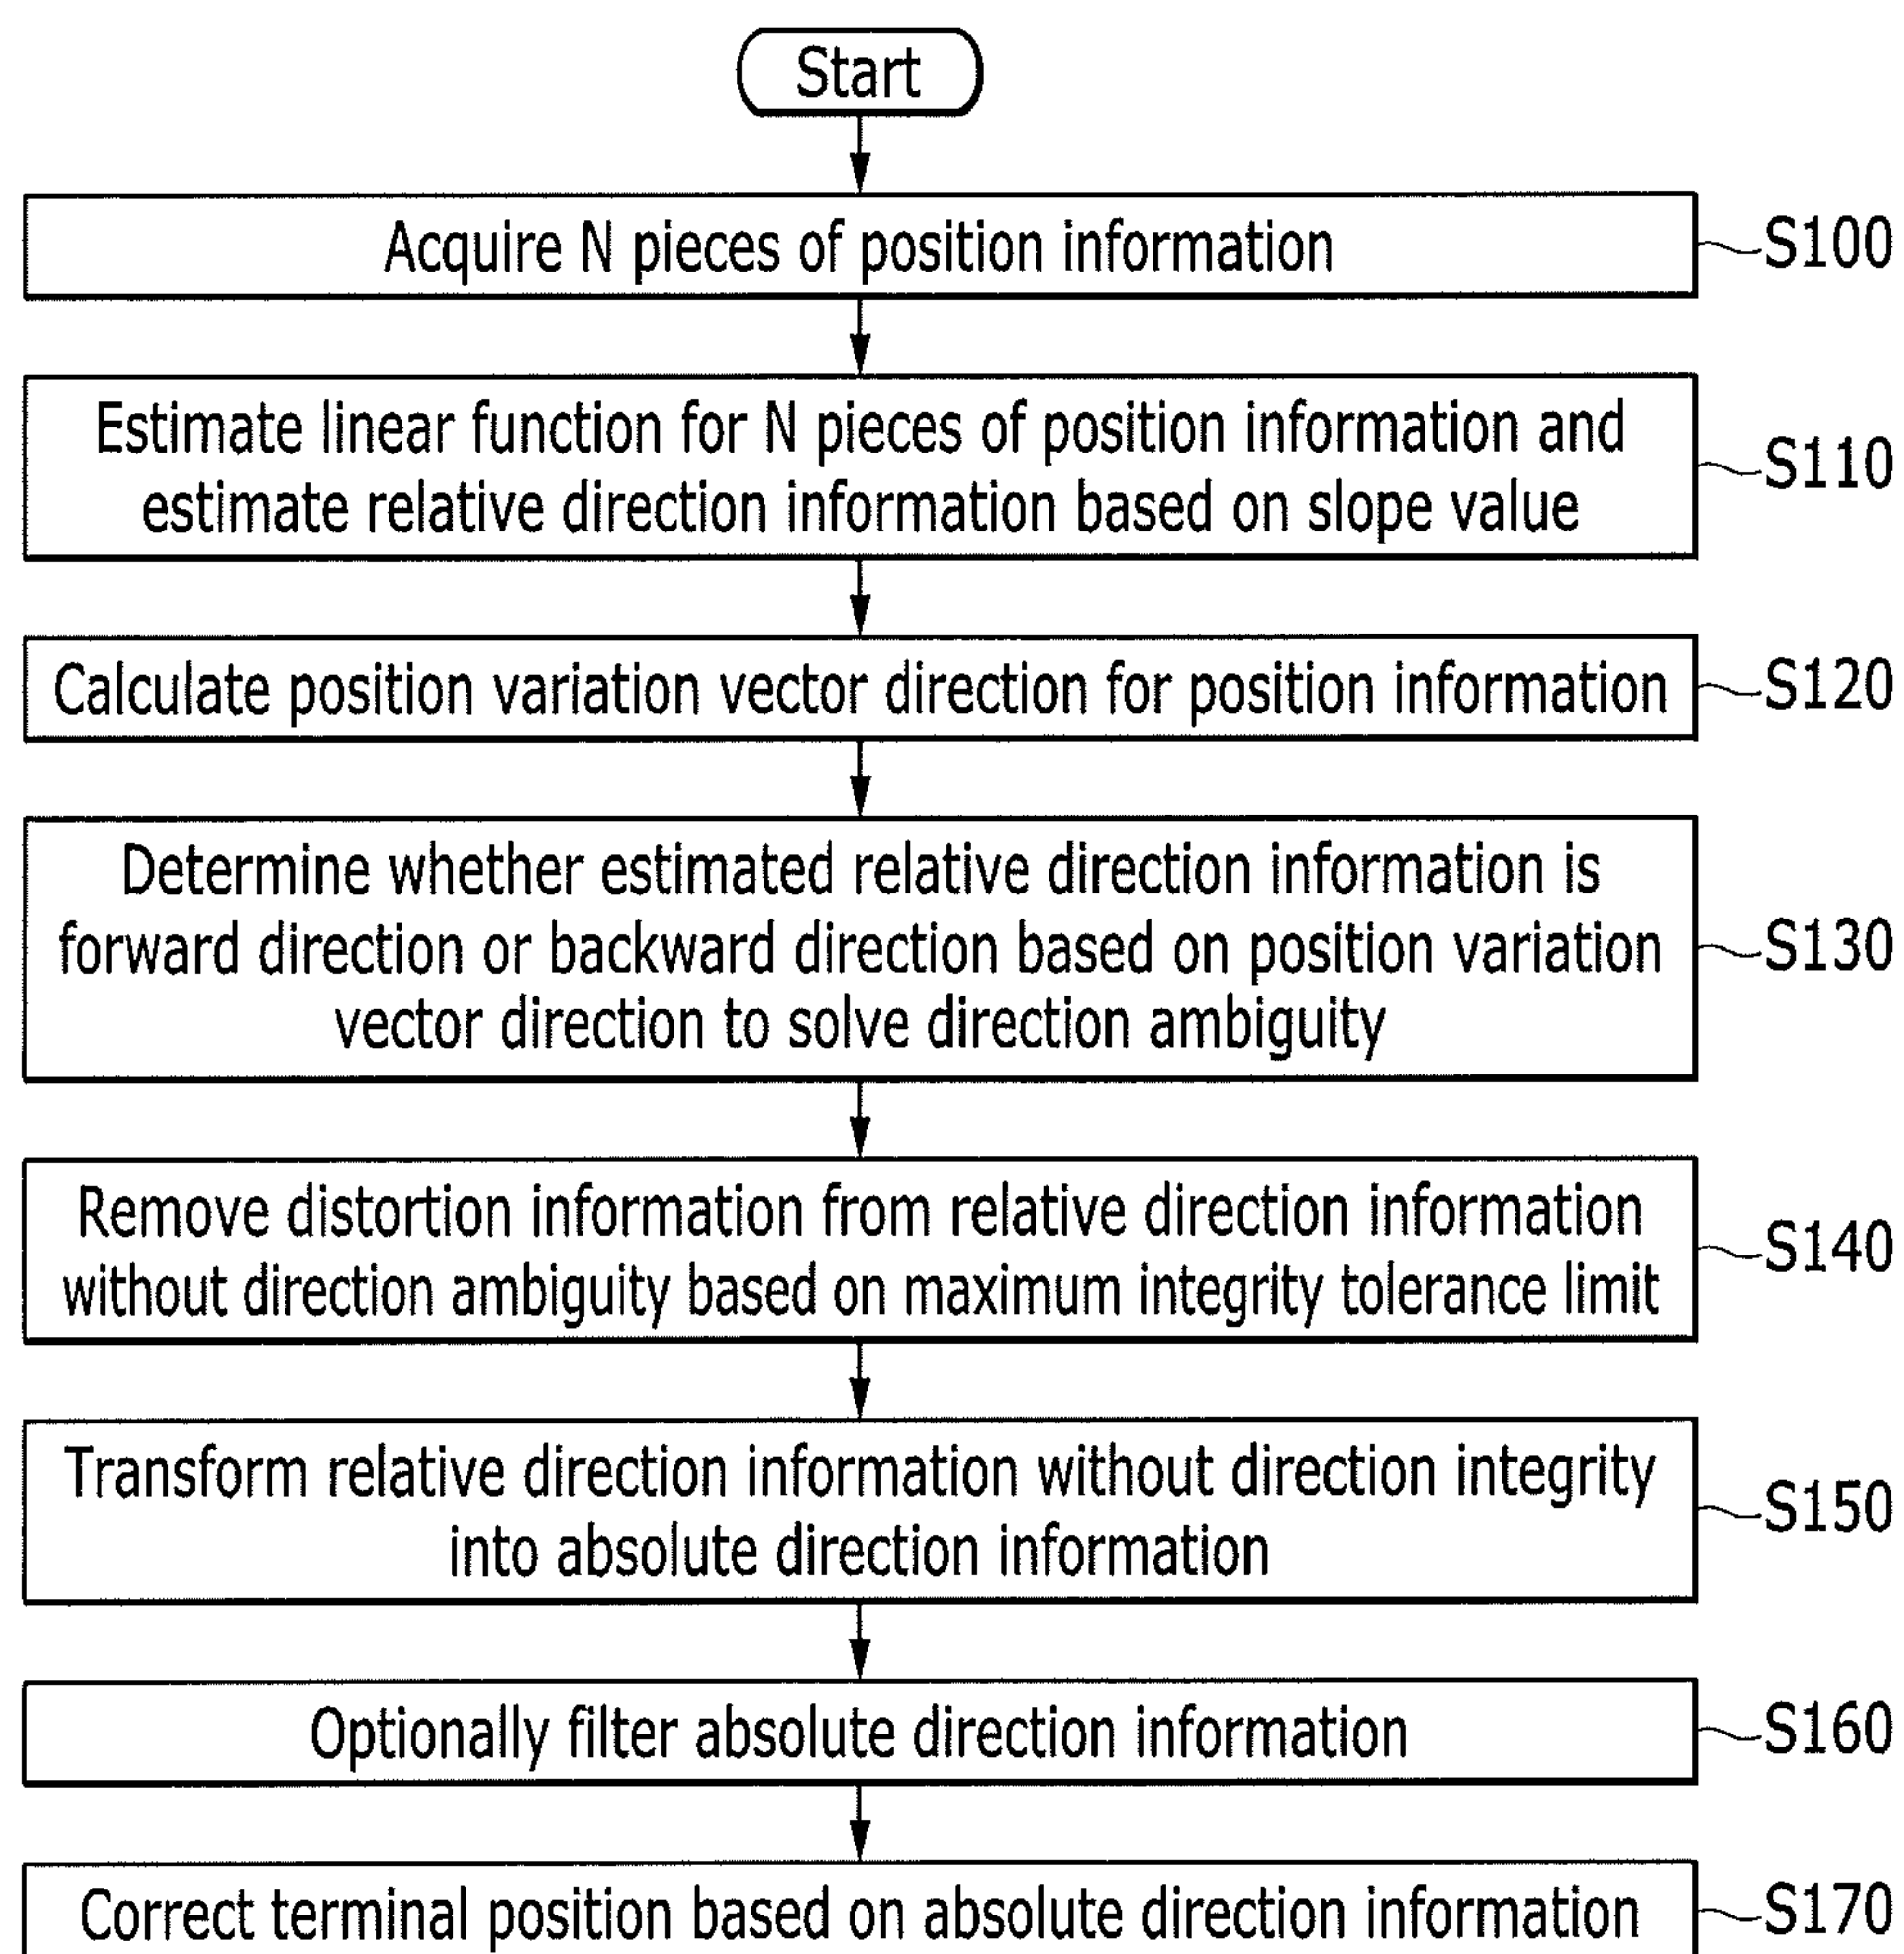 Start
Acquire N pieces of position information
S100
Estimate linear function for N pieces of position information and
estimate relative direction information based on slope value
S110
Calculate position variation vector direction for position information
S120
Determine whether estimated relative direction information is
forward direction or backward direction based on position variation
vector direction to solve direction ambiguity
S130
Remove distortion information from relative direction information
without direction ambiguity based on maximum integrity tolerance limit
S140
Transform relative direction information without direction integrity
into absolute direction information
S150
Optionally filter absolute direction information
S160
Correct terminal position based on absolute direction information
S170